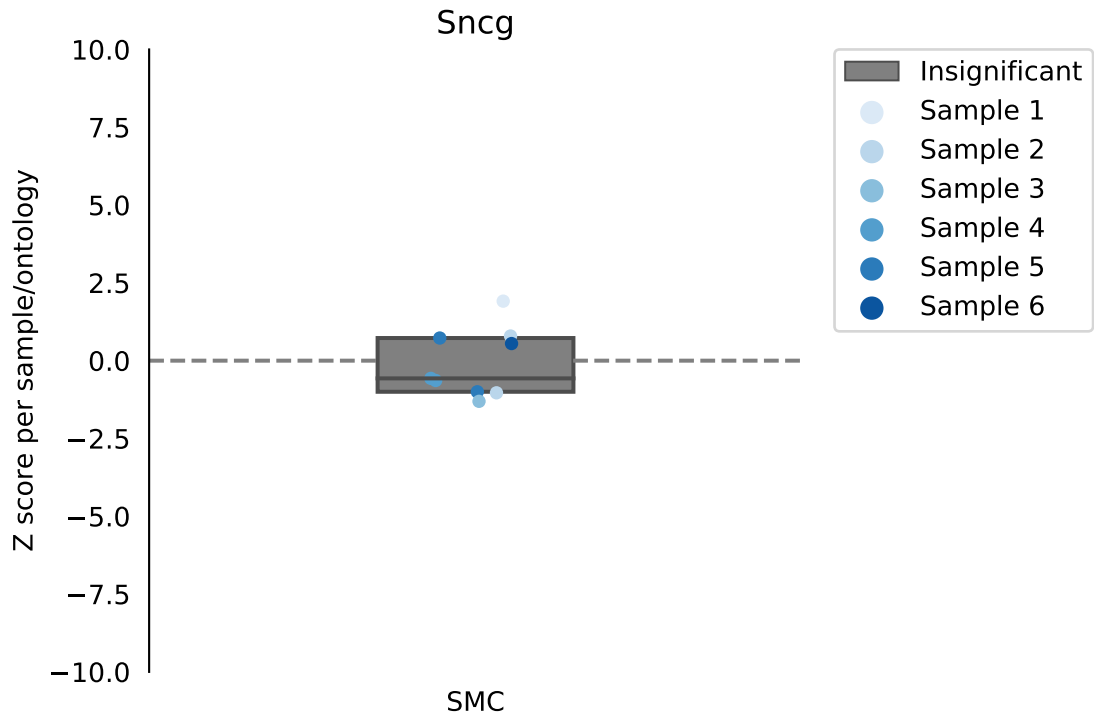 Sncg
10.0
7.5
5.0
2.5
0.0
−2.5
−5.0
−7.5
−10.0
Z score per sample/ontology
SMC
Insignificant
Sample 1
Sample 2
Sample 3
Sample 4
Sample 5
Sample 6